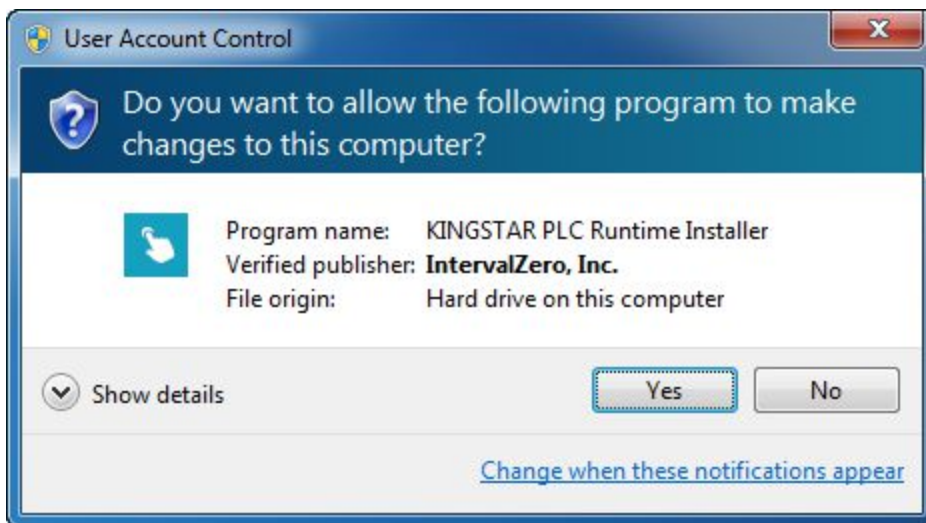 User Account Control
Do you want to allow the following program to make
changes to this computer?
Program name: KINGSTAR PLC Runtime Installer
Verified publisher: IntervalZero, Inc.
File origin: Hard drive on this computer
Show details
Yes
No
Change when these notifications appear